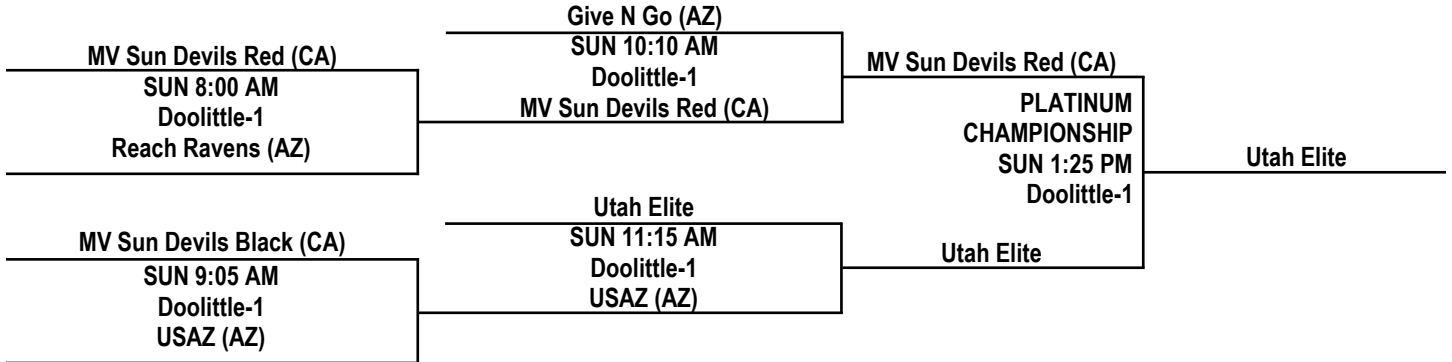 Give N Go (AZ)
MV Sun Devils Red (CA)
SUN 10:10 AM
MV Sun Devils Red (CA)
SUN 8:00 AM
Doolittle-1
PLATINUM
Doolittle-1
MV Sun Devils Red (CA)
CHAMPIONSHIP
Reach Ravens (AZ)
SUN 1:25 PM
Utah Elite
Doolittle-1
Utah Elite
MV Sun Devils Black (CA)
SUN 11:15 AM
Utah Elite
SUN 9:05 AM
Doolittle-1
Doolittle-1
USAZ (AZ)
USAZ (AZ)